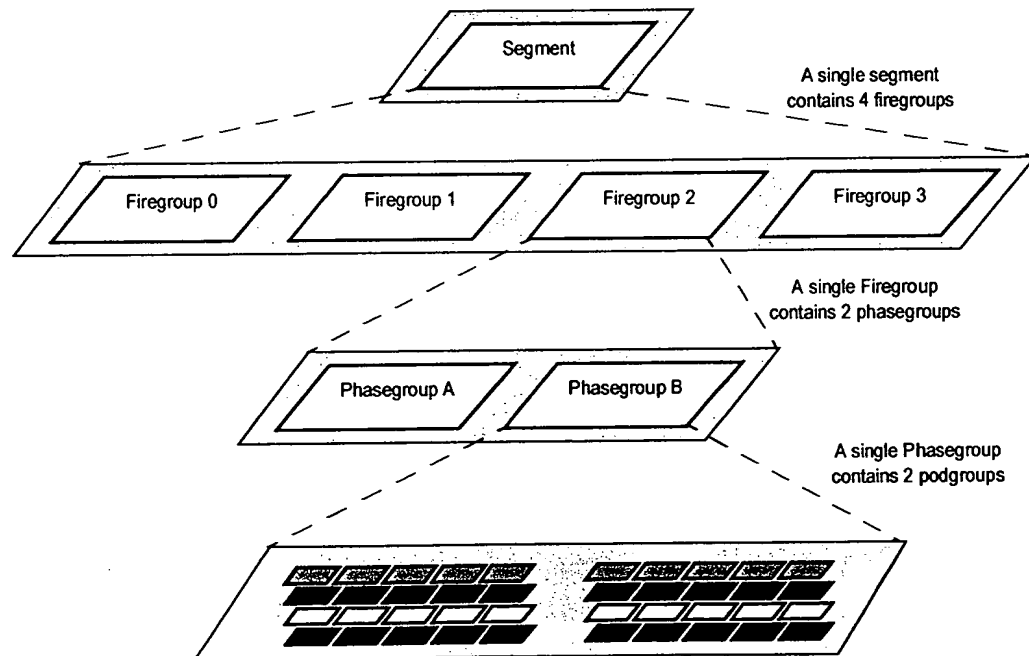 Segment
A single segment
contains 4 firegroups
Firegroup 0
Firegroup 1
Firegroup 2
Firegroup 3
A single Firegroup
contains 2 phasegroups
Phasegroup A
Phasegroup B
A single Phasegroup
contains 2 podgroups